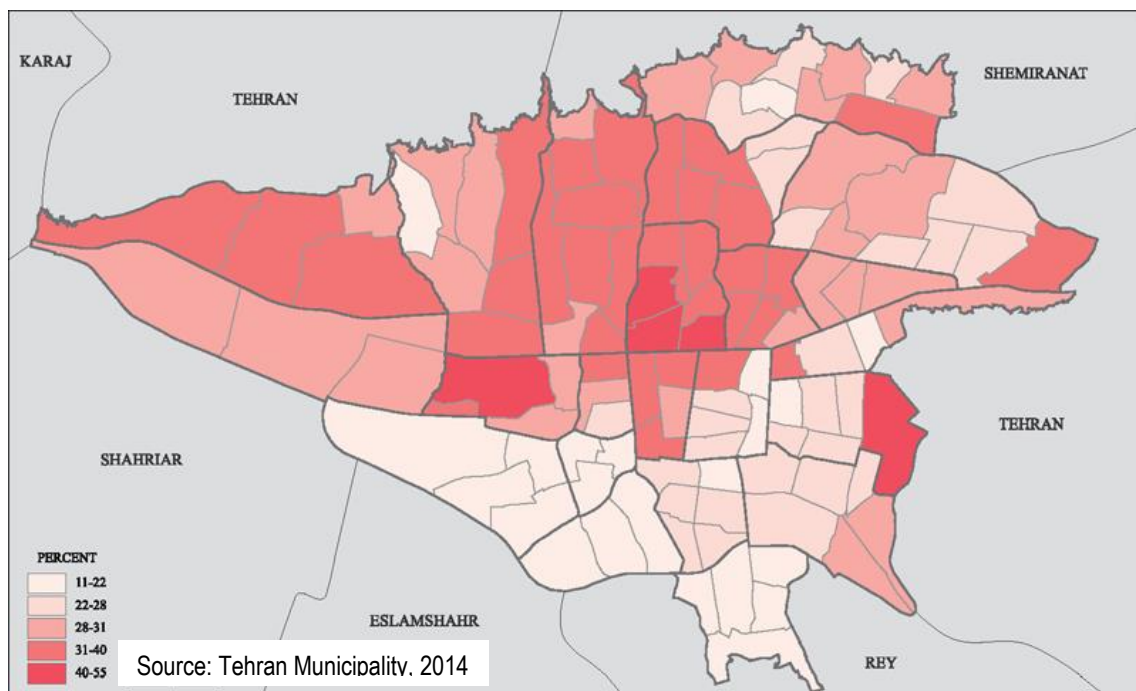 KARAJ
TEHRAN
SHEMIRANAT
TEHRAN
SHAHRIAR
PERCENT
11-22
22-28
28-31
31-40
40-55
ESLAMSHAHR
REY
Source: Tehran Municipality, 2014